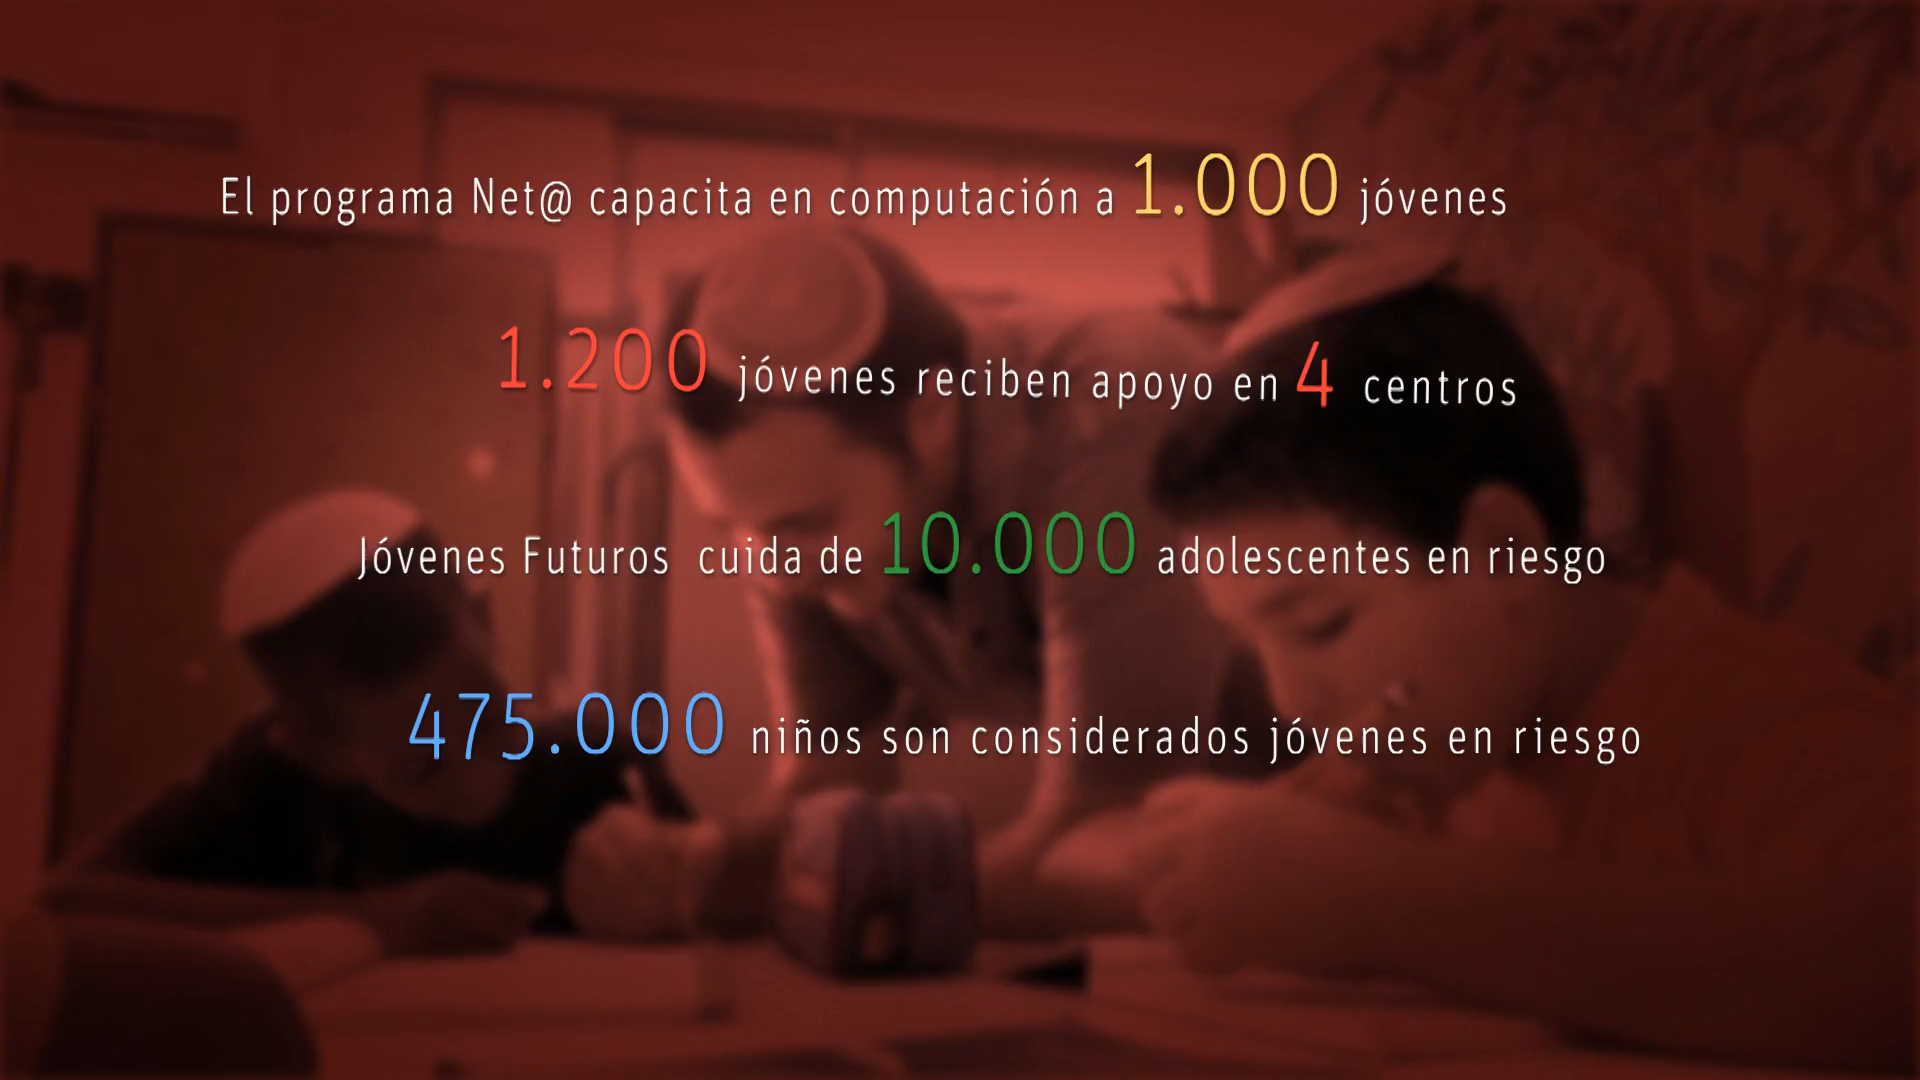 El programa Net@ capacita en computación a 1.000 jóvenes
1.200 jóvenes reciben apoyo en 4 centros
Jóvenes Futuros cuida de 10.000 adolescentes en riesgo
475.000 niños son considerados jóvenes en riesgo